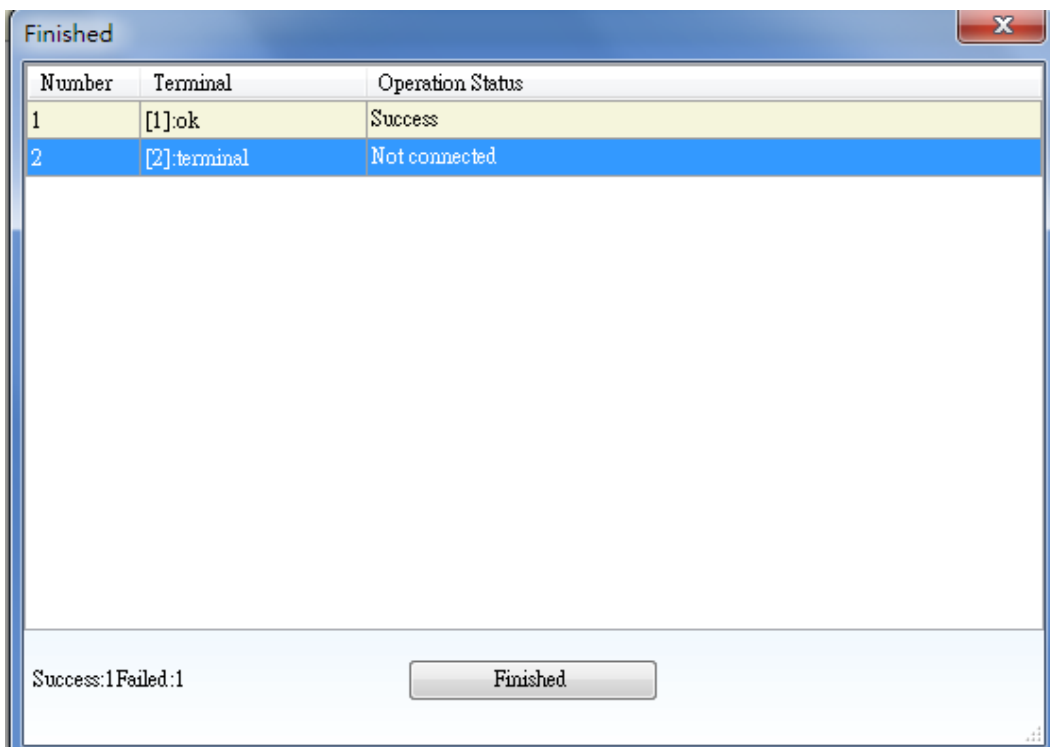 Finished
Number Terminal Operation Status
1 [1]:ok Success
2 [2]:terminal Not connected
Success:1Failed:1 Finished